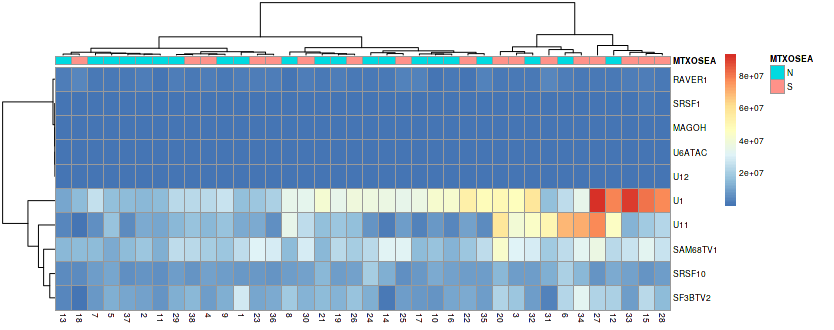 MTXOSEA
MTXOSEA
N
S
8e+07
6e+07
4e+07
2e+07
RAVER1
SRSF1
MAGOH
U6ATAC
U12
U1
U11
SAM68TV1
SRSF10
SF3BTV2
13 18 7 5 37 2 11 29 38 4 9 1 23 36 8 30 21 19 26 24 14 25 17 10 16 22 35 20 3 32 31 6 34 27 12 33 15 28